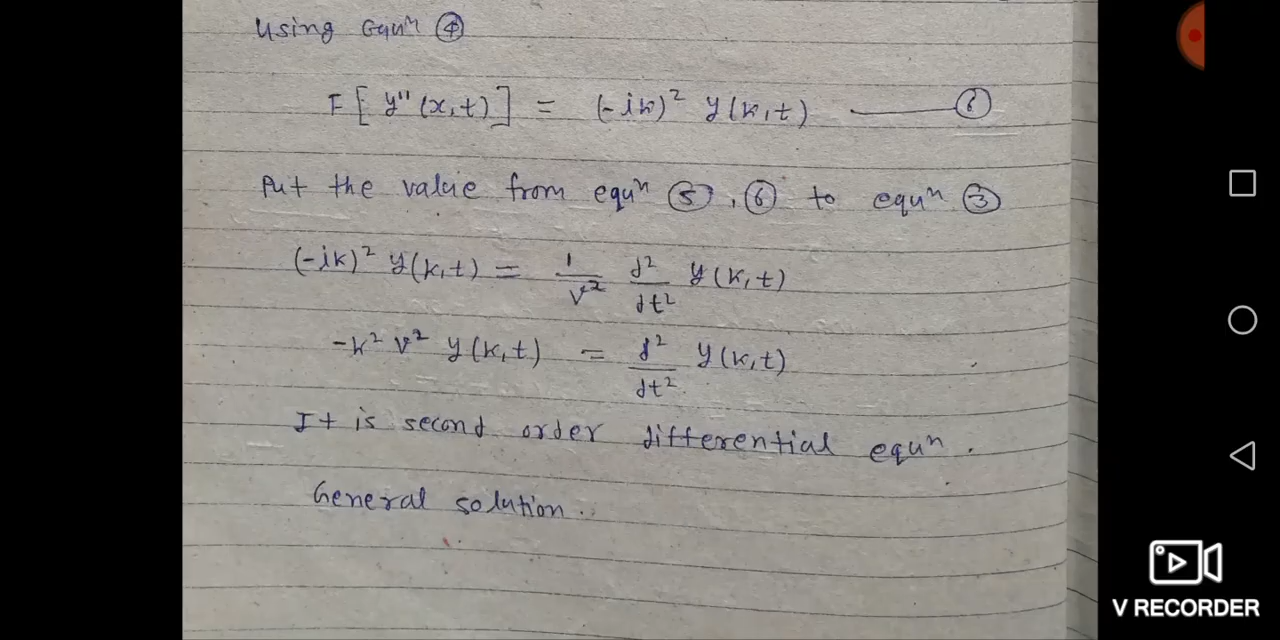 Using Equⁿ ④
F[y"(x,t)] = (-ik)² y(k,t) —— ⑥
Put the value from equⁿ ⑤, ⑥ to equⁿ ③
(-ik)² y(k,t) = 1/v² d²/dt² y(k,t)
-k² v² y(k,t) = d²/dt² y(k,t)
It is second order differential equⁿ.
General solution..
V RECORDER